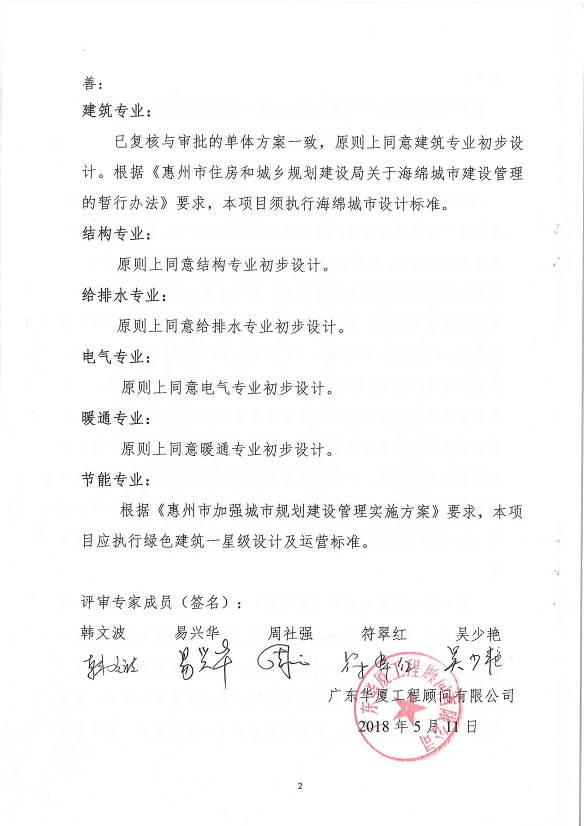 善：
建筑专业：
已复核与审批的单体方案一致，原则上同意建筑专业初步设
计。根据《惠州市住房和城乡规划建设局关于海绵城市建设管理
的暂行办法》要求，本项目须执行海绵城市设计标准。
结构专业：
原则上同意结构专业初步设计。
给排水专业：
原则上同意给排水专业初步设计。
电气专业：
原则上同意电气专业初步设计。
暖通专业：
原则上同意暖通专业初步设计。
节能专业：
根据《惠州市加强城市规划建设管理实施方案》要求，本项
目应执行绿色建筑一星级设计及运营标准。
评审专家成员（签名）：
韩文波 易兴华 周社强 符翠红 吴少艳
韩文波 易兴华 吴少艳
广东华厦工程顾问有限公司
2018 年 5 月 11 日
2